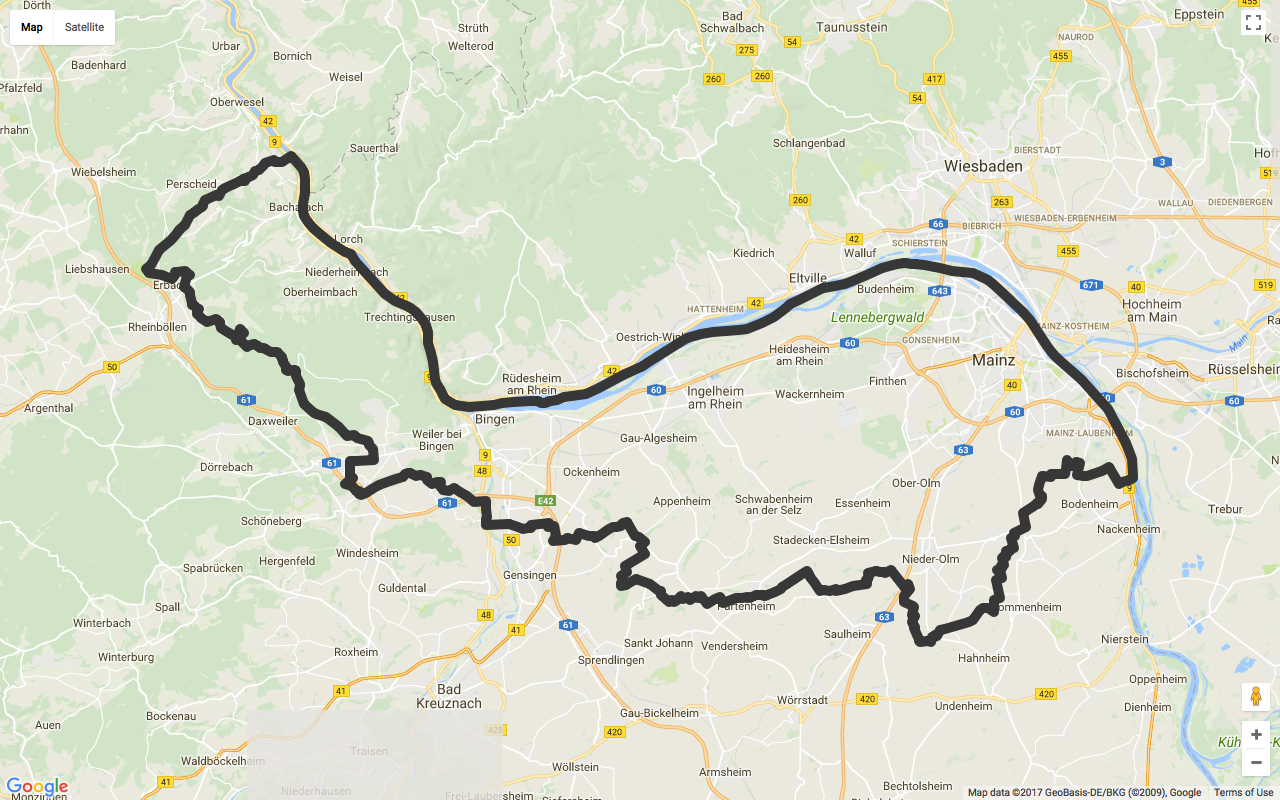 Dörth
Map Satellite
Eppstein
455
Strüth
Welterod
Bad
Schwalbach
Taunusstein
54
275
NAUROD
455
Urbar
Bornich
Badenhard
Weisel
260
260
417
54
Pfalzfeld
Oberwesel
42
9
Sauerthal
Schlangenbad
BIERSTADT
3
Wiesbaden
519
Wiebelsheim
Perscheid
260
263
WALLAU
DIEDENBERGEN
Bacharach
66
WIESBADEN-ERBENHEIM
BIEBRICH
Lorch
42
SCHIERSTEIN
455
Kiedrich
Walluf
Liebshausen
Niederheimbach
Erbach
Oberheimbach
Eltville
Budenheim
643
671
40
519
42
HATTENHEIM
42
Hochheim
am Main
Trechtingshausen
Lennebergwald
Rheinböllen
MAINZ-KOSTHEIM
Oestrich-Winkel
60
GONSENHEIM
Main
Heidesheim
am Rhein
Mainz
50
42
Bischofsheim
Rüsselsheim
9
Rüdesheim
am Rhein
60
Ingelheim
am Rhein
Finthen
40
Wackernheim
60
60
61
Argenthal
60
Daxweiler
Bingen
Weiler bei
Bingen
Gau-Algesheim
MAINZ-LAUBENHEIM
63
9
61
48
Dörrebach
Ockenheim
Ober-Olm
9
E42
61
Appenheim
Schwabenheim
an der Selz
Essenheim
Bodenheim
Trebur
Schöneberg
Nackenheim
50
Stadecken-Elsheim
Windesheim
Hergenfeld
Nieder-Olm
Spabrücken
Gensingen
Guldental
Spall
Partenheim
48
63
61
Winterbach
41
Saulheim
Nierstein
Sankt Johann
Vendersheim
Roxheim
Winterburg
Sprendlingen
Hahnheim
Oppenheim
41
Bad
Kreuznach
420
420
Wörrstadt
Undenheim
Dienheim
Bockenau
Gau-Bickelheim
Auen
420
Traisen
Waldböckelheim
Wöllstein
Armsheim
41
Bechtolsheim
Niederhausen
Google
Map data ©2017 GeoBasis-DE/BKG (©2009), Google Terms of Use